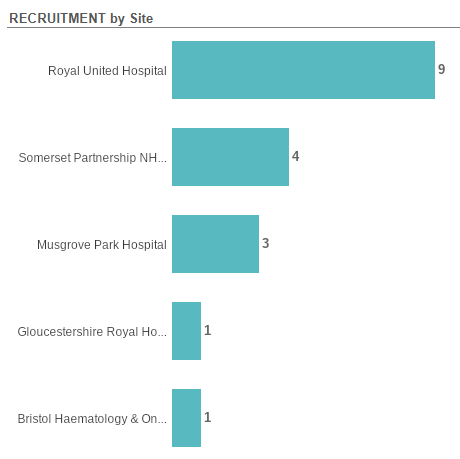 RECRUITMENT by Site
Royal United Hospital 9
Somerset Partnership NH... 4
Musgrove Park Hospital 3
Gloucestershire Royal Ho... 1
Bristol Haematology & On... 1